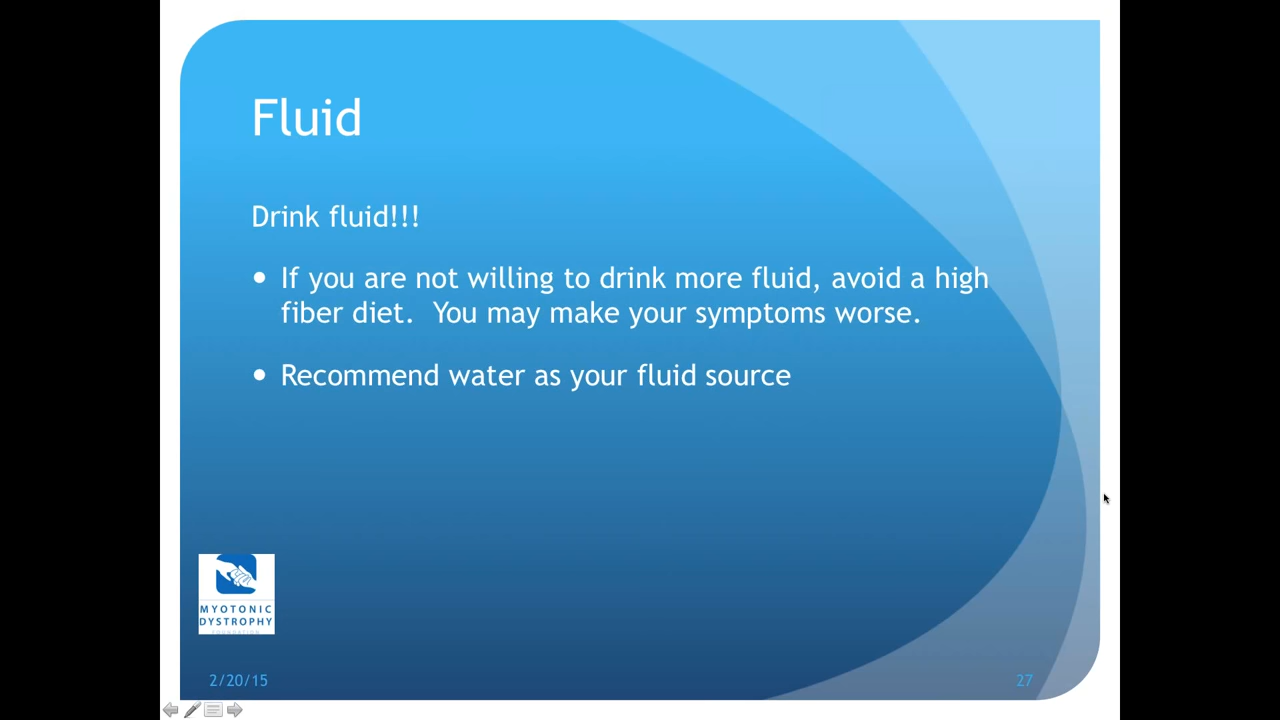 Fluid
Drink fluid!!!
• If you are not willing to drink more fluid, avoid a high
fiber diet.  You may make your symptoms worse.
• Recommend water as your fluid source
MYOTONIC
DYSTROPHY
FOUNDATION
2/20/15
27